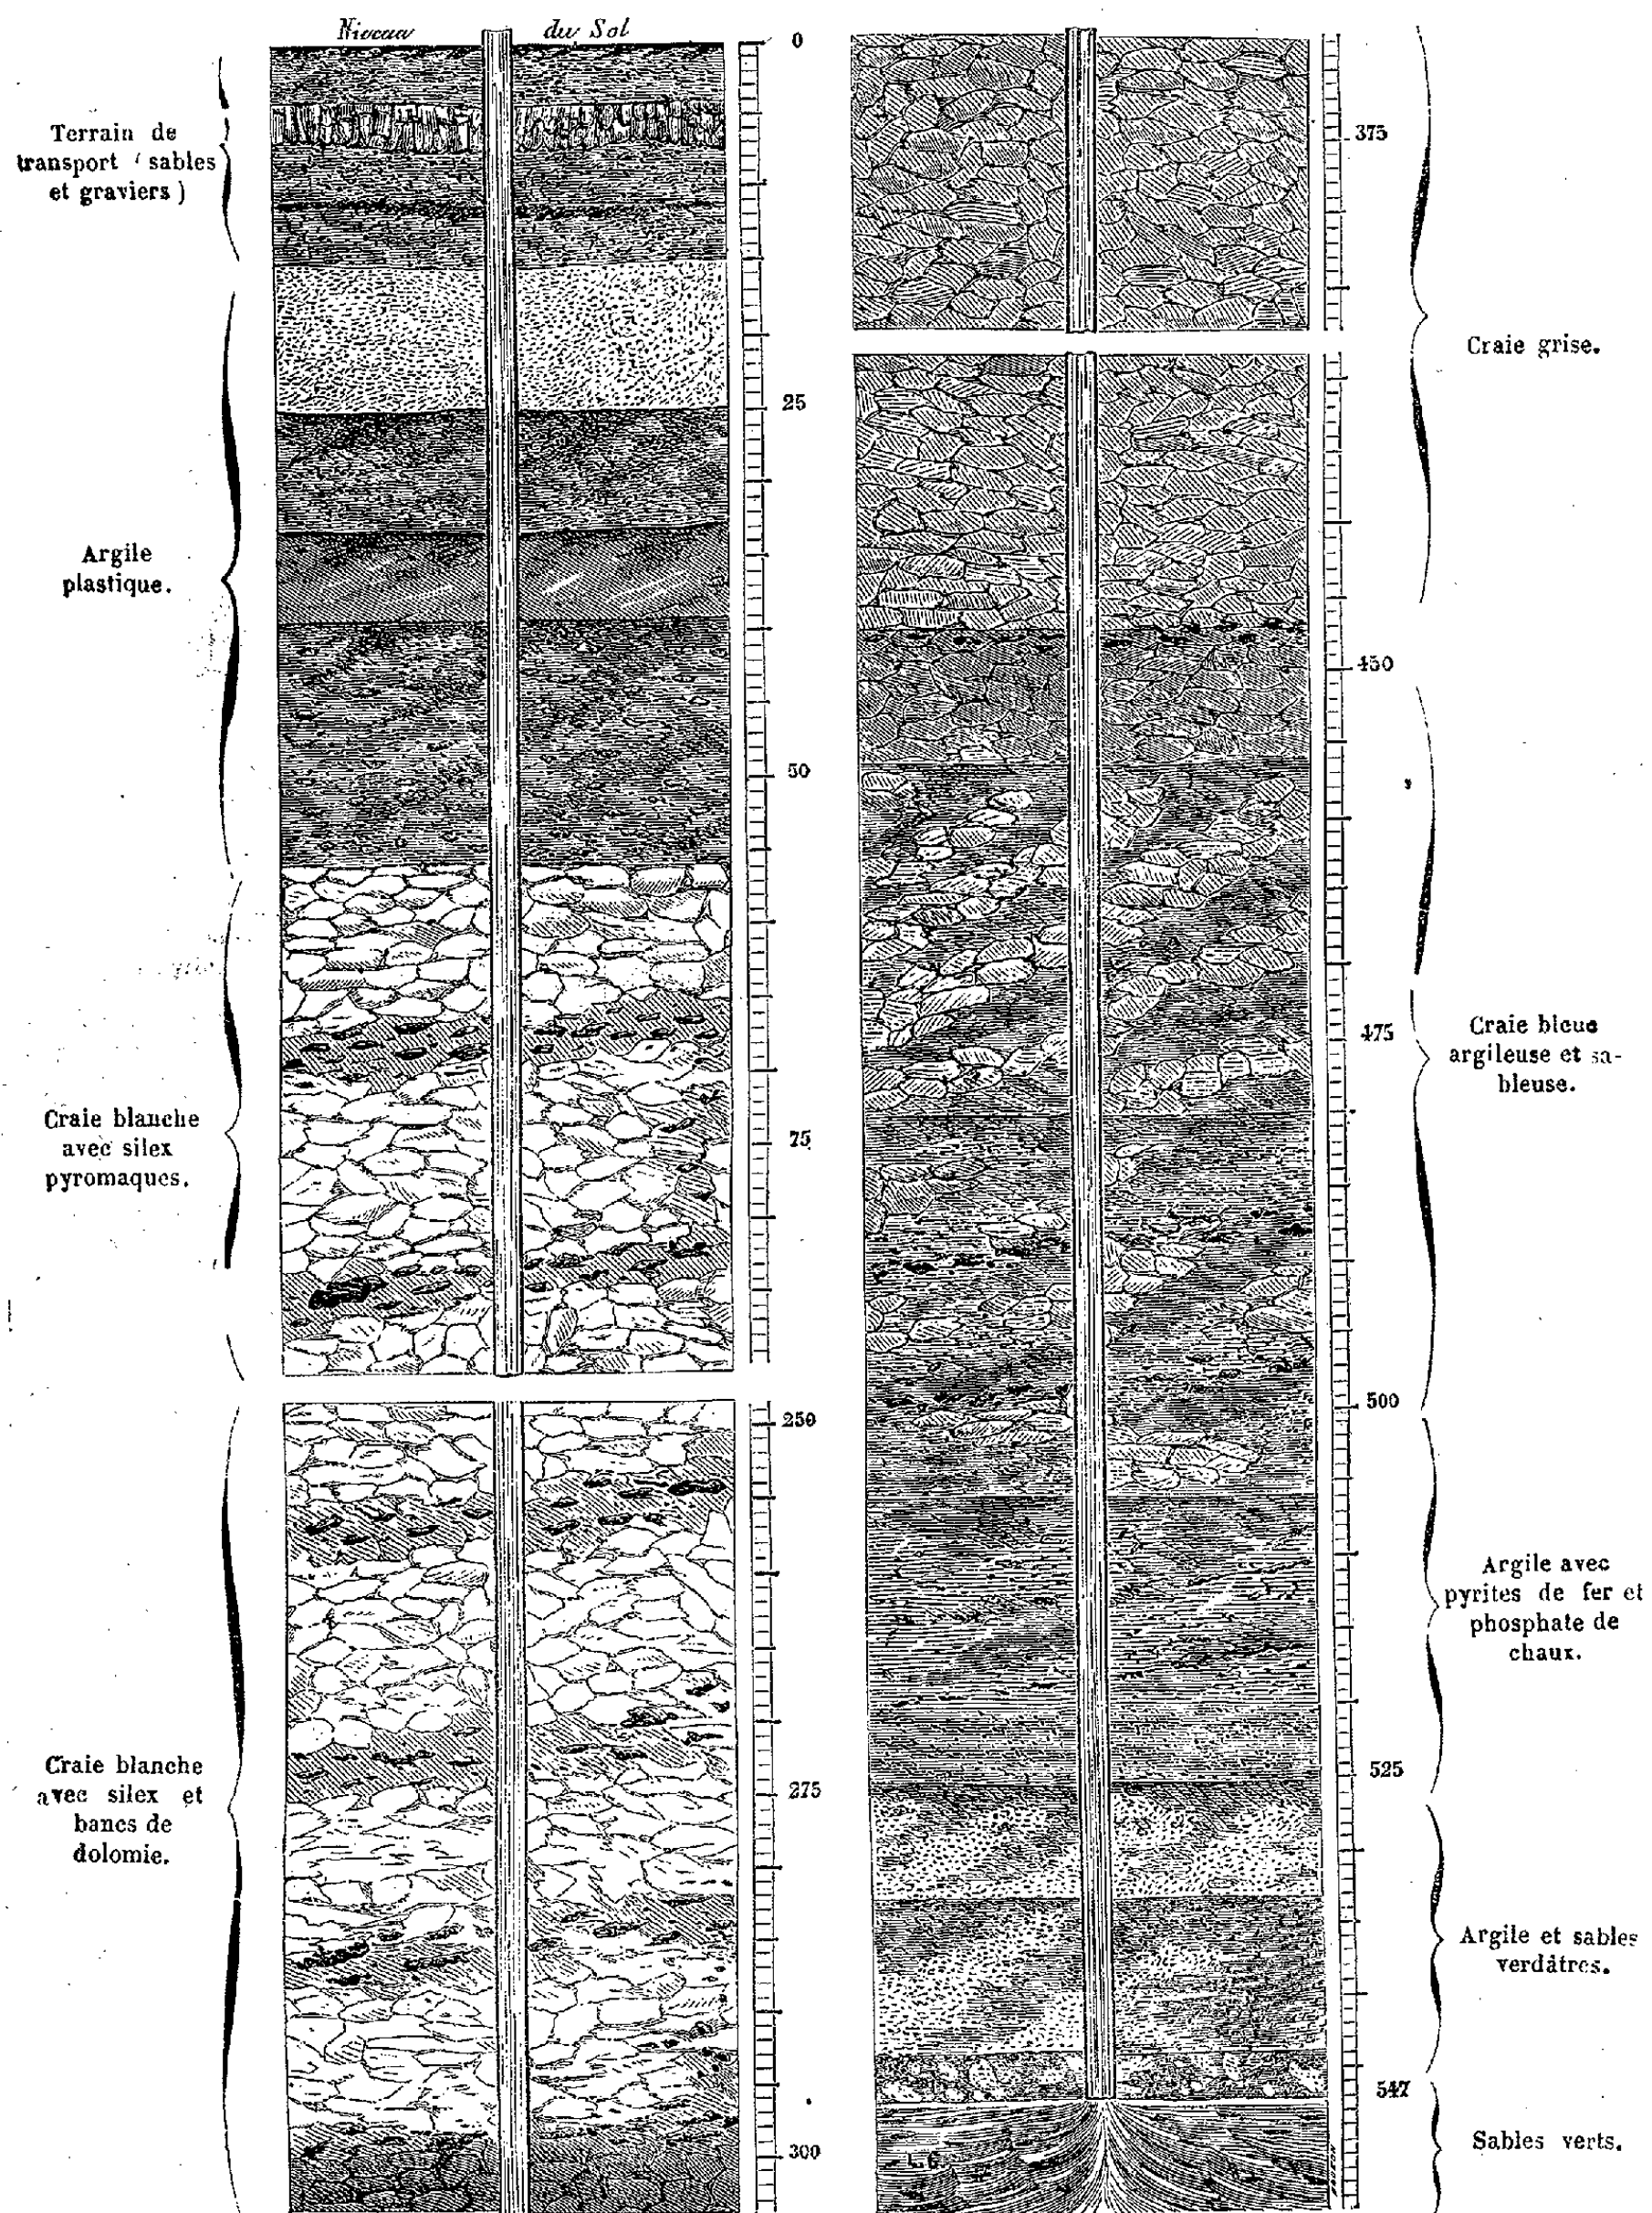 Niveau du Sol
0
Terrain de
transport (sables
et graviers)
25
Argile
plastique.
50
75
Craie blanche
avec silex
pyromaques.
250
Craie blanche
avec silex et
bancs de
dolomie.
275
300
375
Craie grise.
450
475
Craie bleue
argileuse et sa-
bleuse.
500
Argile avec
pyrites de fer et
phosphate de
chaux.
525
Argile et sables
verdâtres.
547
Sables verts.